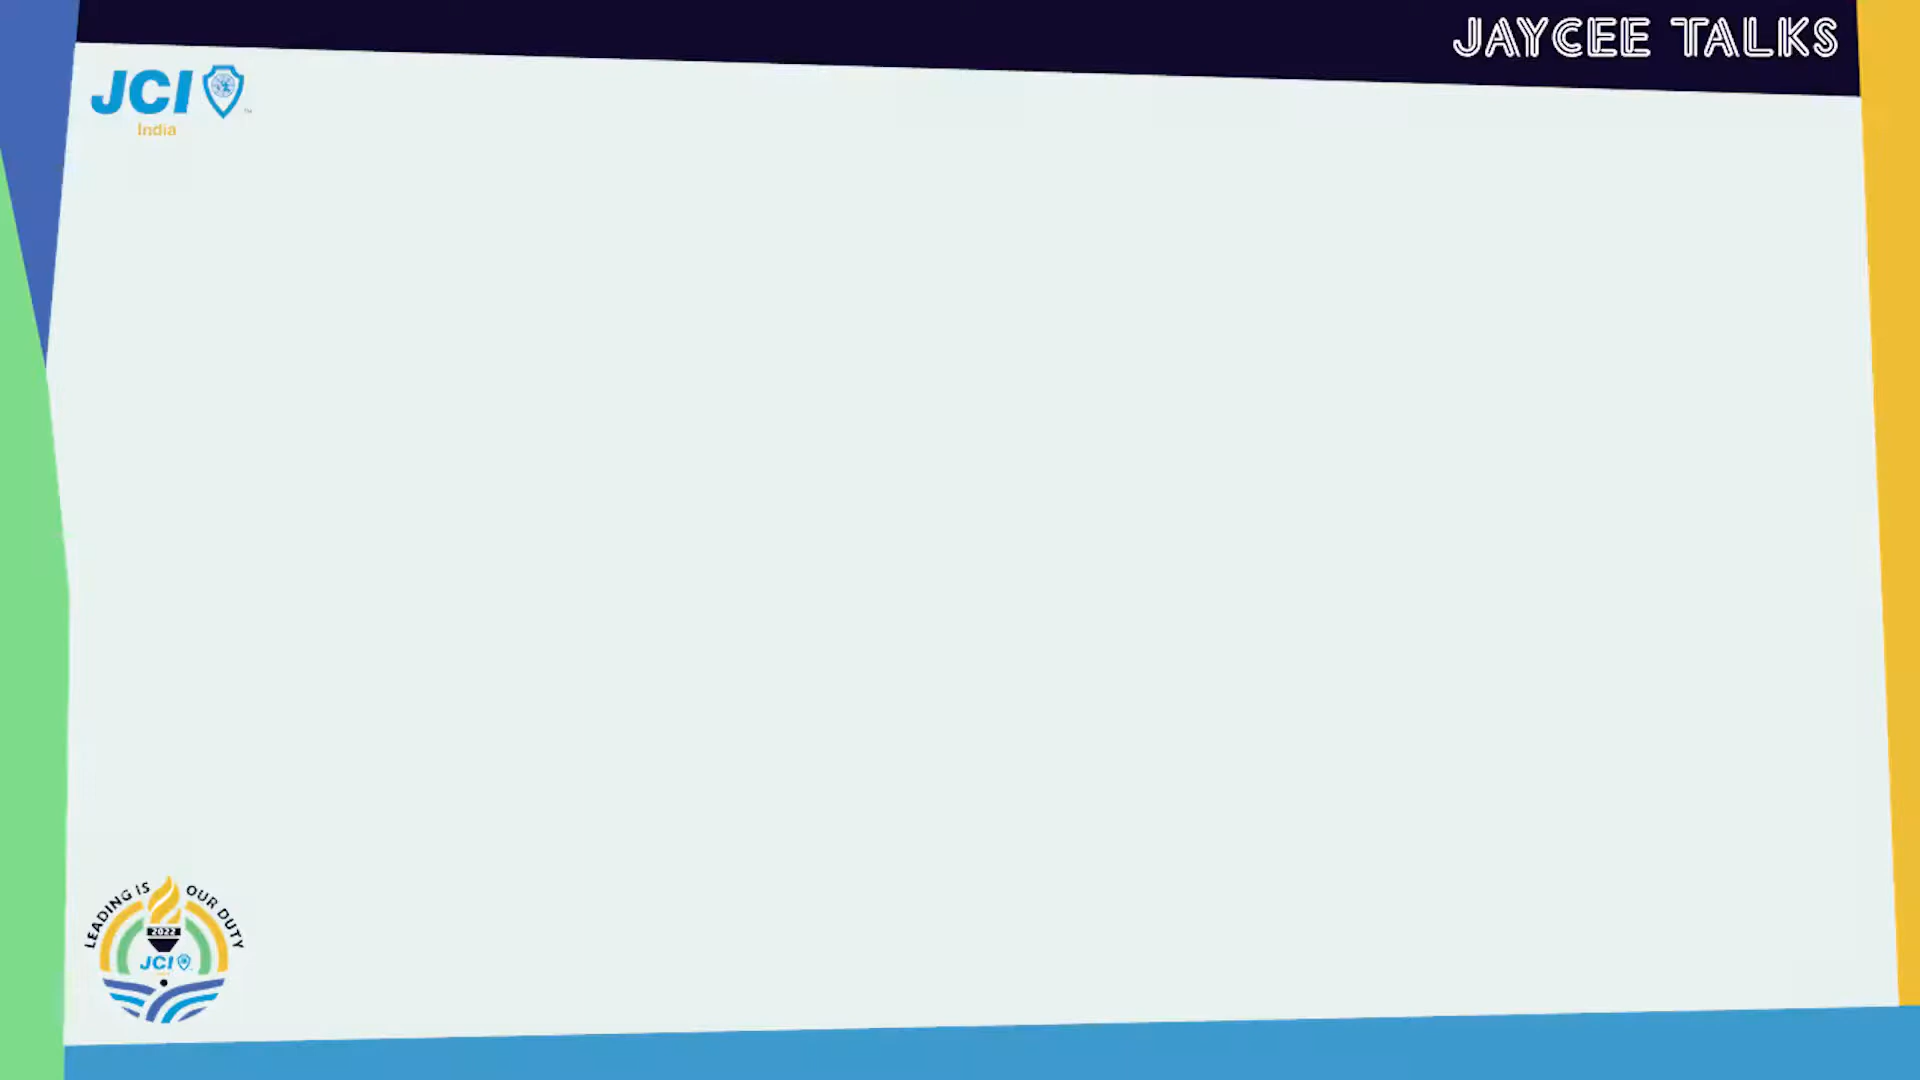 JAYCEE TALKS
JCI
India
LEADING IS OUR DUTY
2022
JCI